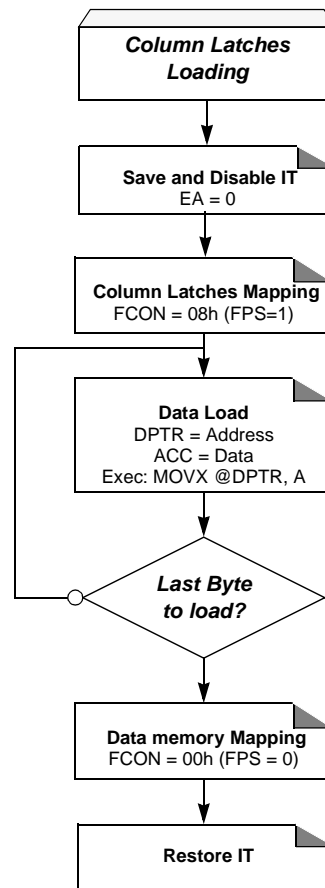 Column Latches
Loading
Save and Disable IT
EA = 0
Column Latches Mapping
FCON = 08h (FPS=1)
Data Load
DPTR = Address
ACC = Data
Exec: MOVX @DPTR, A
Last Byte
to load?
Data memory Mapping
FCON = 00h (FPS = 0)
Restore IT